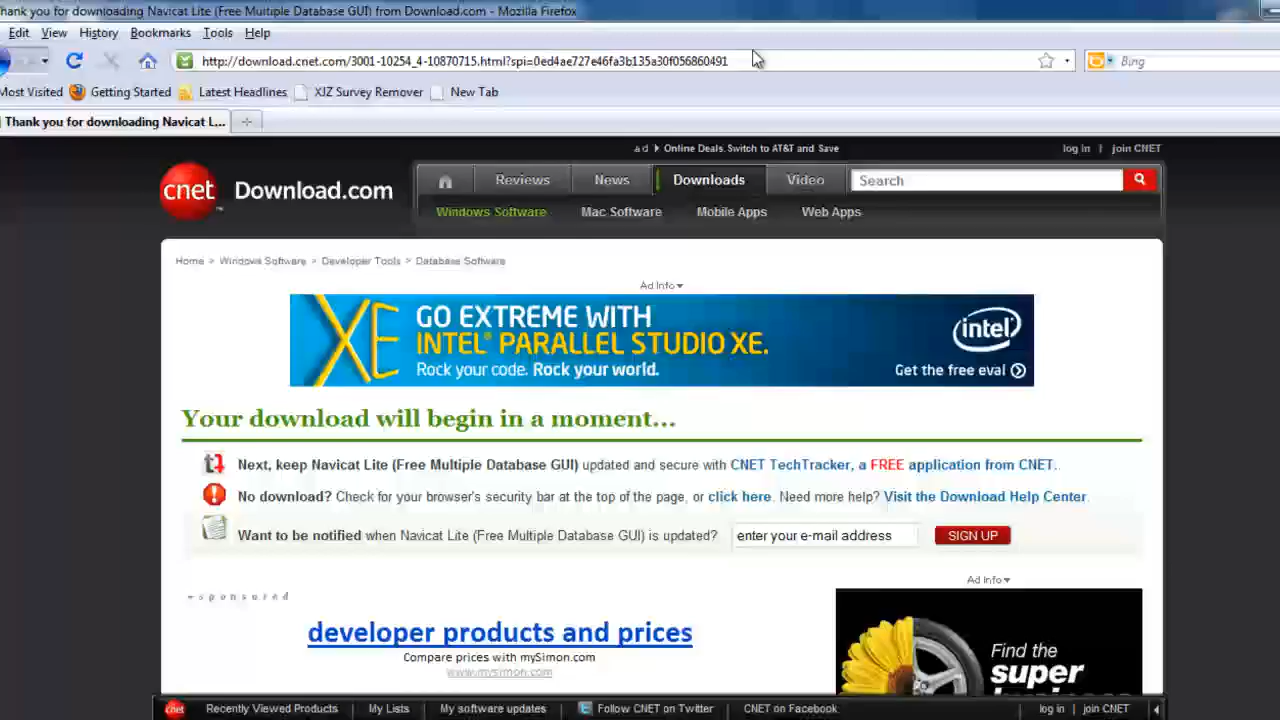 hank you for downloading Navicat Lite (Free Multiple Database GUI) from Download.com - Mozilla Firefox
Edit View History Bookmarks Tools Help
http://download.cnet.com/3001-10254_4-10870715.html?spi=0ed4ae727e46fa3b135a30f056860491
Bing
Most Visited Getting Started Latest Headlines XJZ Survey Remover New Tab
Thank you for downloading Navicat L...
ad Online Deals. Switch to AT&T and Save
log in | join CNET
cnet Download.com
Reviews News Downloads Video Search
Windows Software Mac Software Mobile Apps Web Apps
Home > Windows Software > Developer Tools > Database Software
Ad Info
XE
GO EXTREME WITH
INTEL® PARALLEL STUDIO XE.
Rock your code. Rock your world.
intel
Get the free eval
Your download will begin in a moment...
Next, keep Navicat Lite (Free Multiple Database GUI) updated and secure with CNET TechTracker, a FREE application from CNET..
No download? Check for your browser's security bar at the top of the page, or click here. Need more help? Visit the Download Help Center.
Want to be notified when Navicat Lite (Free Multiple Database GUI) is updated? enter your e-mail address SIGN UP
Ad Info
sponsored
developer products and prices
Compare prices with mySimon.com
www.mysimon.com
Find the
super
cnet Recently Viewed Products My Lists My software updates Follow CNET on Twitter CNET on Facebook log in | join CNET